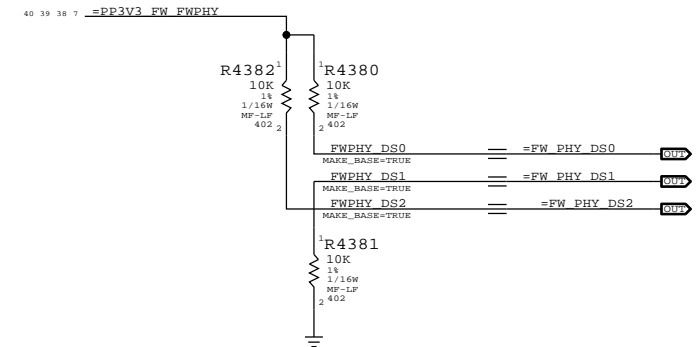 40 39 38 7 =PP3V3_FW_FWPHY
R4382 1
10K
1%
1/16W
MF-LF
402 2
1 R4380
10K
1%
1/16W
MF-LF
2 402
FWPHY_DS0 =FW_PHY_DS0 OUT
MAKE_BASE=TRUE
FWPHY_DS1 =FW_PHY_DS1 OUT
MAKE_BASE=TRUE
FWPHY_DS2 =FW_PHY_DS2 OUT
MAKE_BASE=TRUE
1 R4381
10K
1%
1/16W
MF-LF
2 402